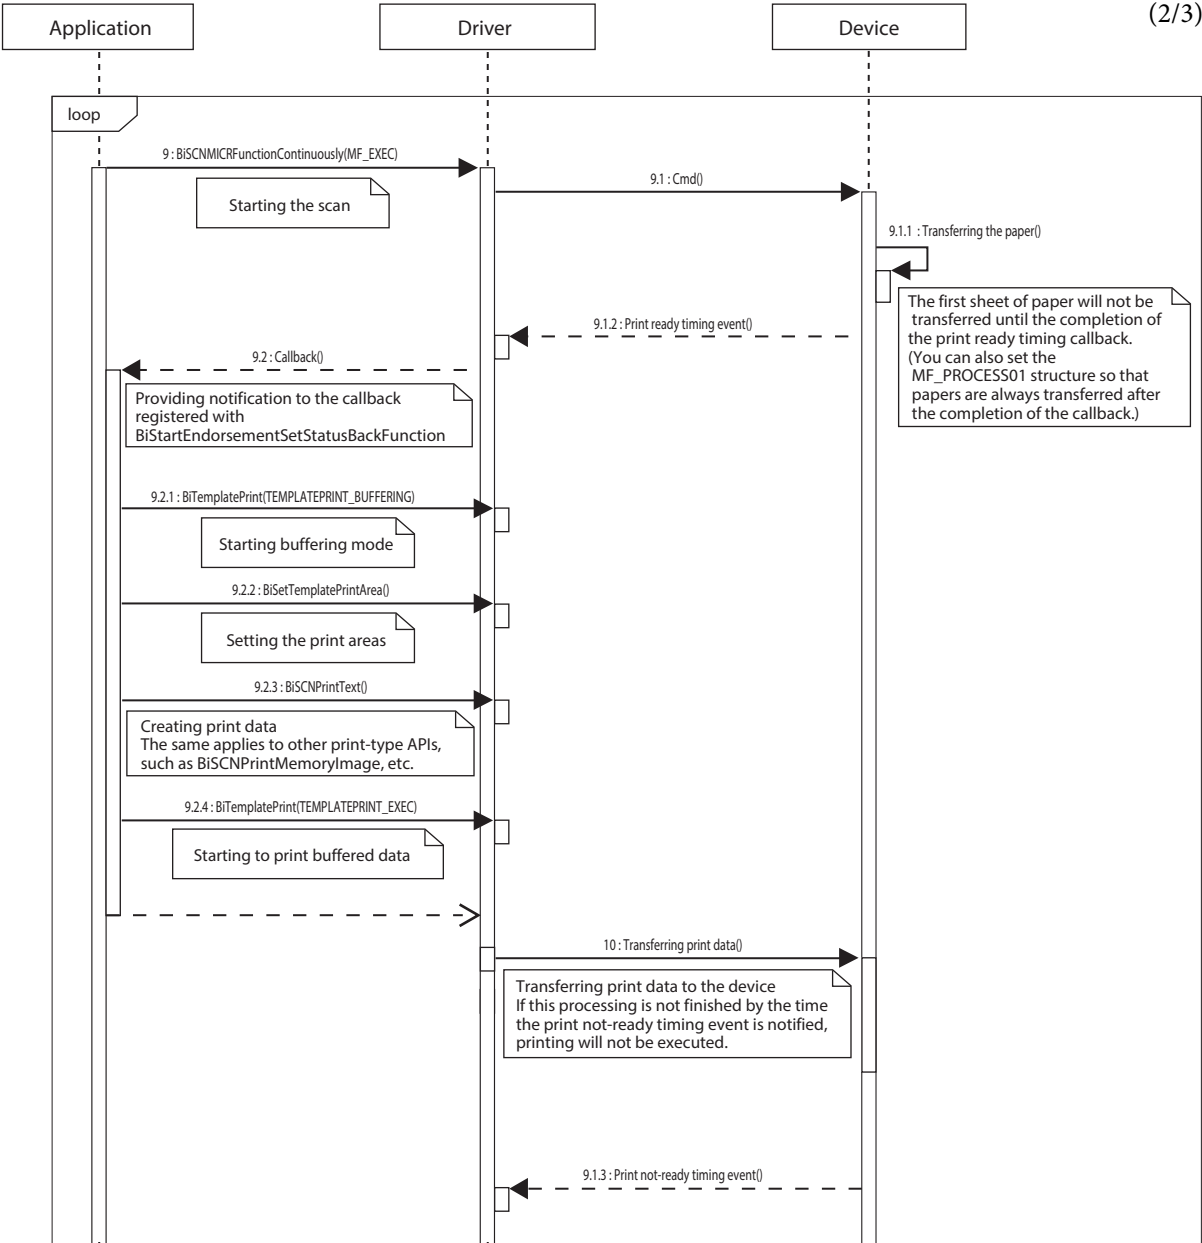 (2/3)
Application
Driver
Device
loop
9 : BiSCNMICRFunctionContinuously(MF_EXEC)
Starting the scan
9.1 : Cmd()
9.1.1 : Transferring the paper()
The first sheet of paper will not be
transferred until the completion of
the print ready timing callback.
(You can also set the
MF_PROCESS01 structure so that
papers are always transferred after
the completion of the callback.)
9.1.2 : Print ready timing event()
9.2 : Callback()
Providing notification to the callback
registered with
BiStartEndorsementSetStatusBackFunction
9.2.1 : BiTemplatePrint(TEMPLATEPRINT_BUFFERING)
Starting buffering mode
9.2.2 : BiSetTemplatePrintArea()
Setting the print areas
9.2.3 : BiSCNPrintText()
Creating print data
The same applies to other print-type APIs,
such as BiSCNPrintMemoryImage, etc.
9.2.4 : BiTemplatePrint(TEMPLATEPRINT_EXEC)
Starting to print buffered data
10 : Transferring print data()
Transferring print data to the device
If this processing is not finished by the time
the print not-ready timing event is notified,
printing will not be executed.
9.1.3 : Print not-ready timing event()